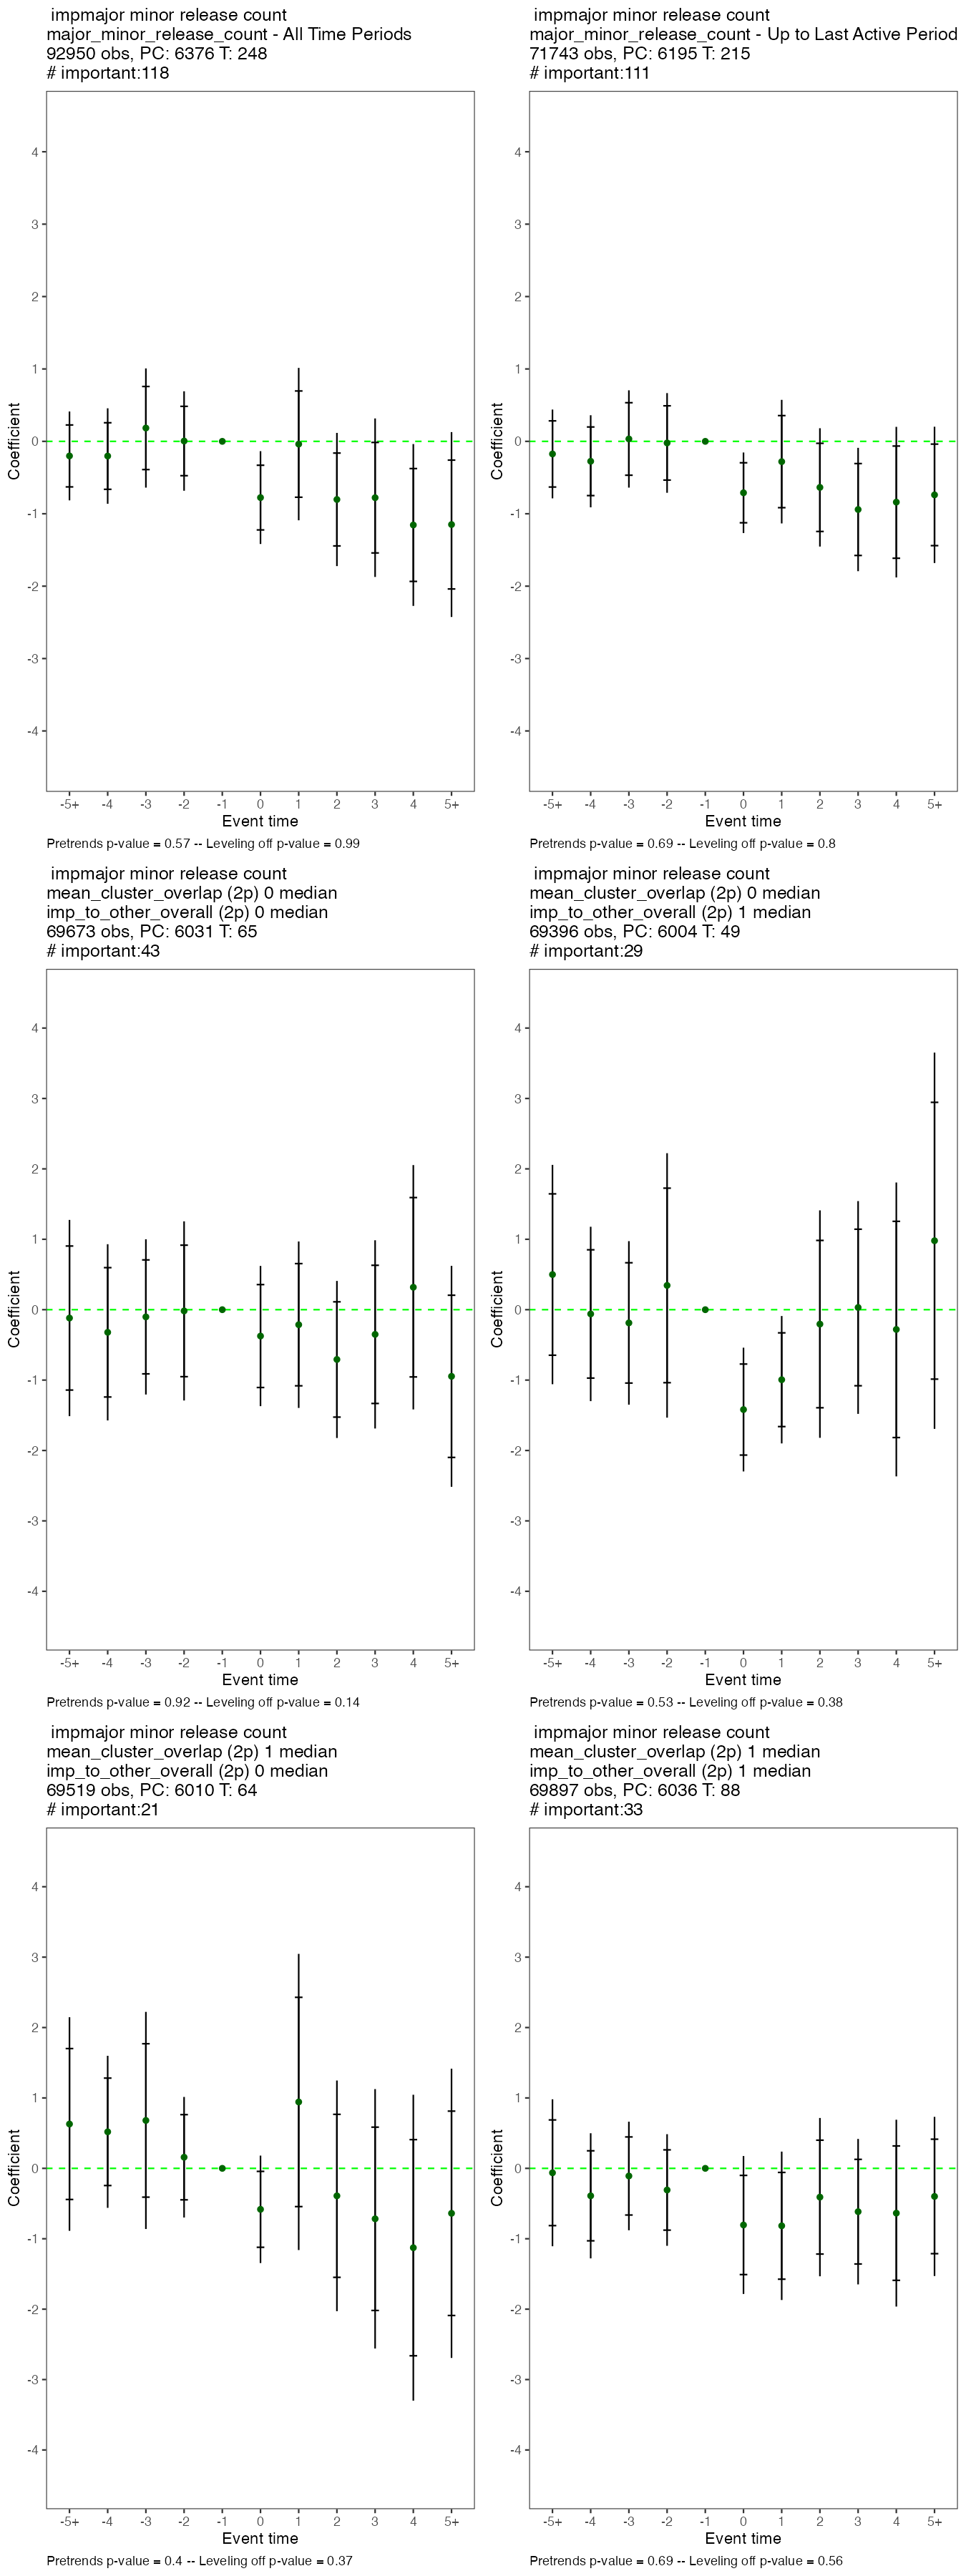 impmajor minor release count
major_minor_release_count - All Time Periods
92950 obs, PC: 6376 T: 248
# important:118
4
3
2
1
0
-1
-2
-3
-4
Coefficient
-5+ -4 -3 -2 -1 0 1 2 3 4 5+
Event time
Pretrends p-value = 0.57 -- Leveling off p-value = 0.99
impmajor minor release count
major_minor_release_count - Up to Last Active Period
71743 obs, PC: 6195 T: 215
# important:111
4
3
2
1
0
-1
-2
-3
-4
Coefficient
-5+ -4 -3 -2 -1 0 1 2 3 4 5+
Event time
Pretrends p-value = 0.69 -- Leveling off p-value = 0.8
impmajor minor release count
mean_cluster_overlap (2p) 0 median
imp_to_other_overall (2p) 0 median
69673 obs, PC: 6031 T: 65
# important:43
4
3
2
1
0
-1
-2
-3
-4
Coefficient
-5+ -4 -3 -2 -1 0 1 2 3 4 5+
Event time
Pretrends p-value = 0.92 -- Leveling off p-value = 0.14
impmajor minor release count
mean_cluster_overlap (2p) 0 median
imp_to_other_overall (2p) 1 median
69396 obs, PC: 6004 T: 49
# important:29
4
3
2
1
0
-1
-2
-3
-4
Coefficient
-5+ -4 -3 -2 -1 0 1 2 3 4 5+
Event time
Pretrends p-value = 0.53 -- Leveling off p-value = 0.38
impmajor minor release count
mean_cluster_overlap (2p) 1 median
imp_to_other_overall (2p) 0 median
69519 obs, PC: 6010 T: 64
# important:21
4
3
2
1
0
-1
-2
-3
-4
Coefficient
-5+ -4 -3 -2 -1 0 1 2 3 4 5+
Event time
Pretrends p-value = 0.4 -- Leveling off p-value = 0.37
impmajor minor release count
mean_cluster_overlap (2p) 1 median
imp_to_other_overall (2p) 1 median
69897 obs, PC: 6036 T: 88
# important:33
4
3
2
1
0
-1
-2
-3
-4
Coefficient
-5+ -4 -3 -2 -1 0 1 2 3 4 5+
Event time
Pretrends p-value = 0.69 -- Leveling off p-value = 0.56